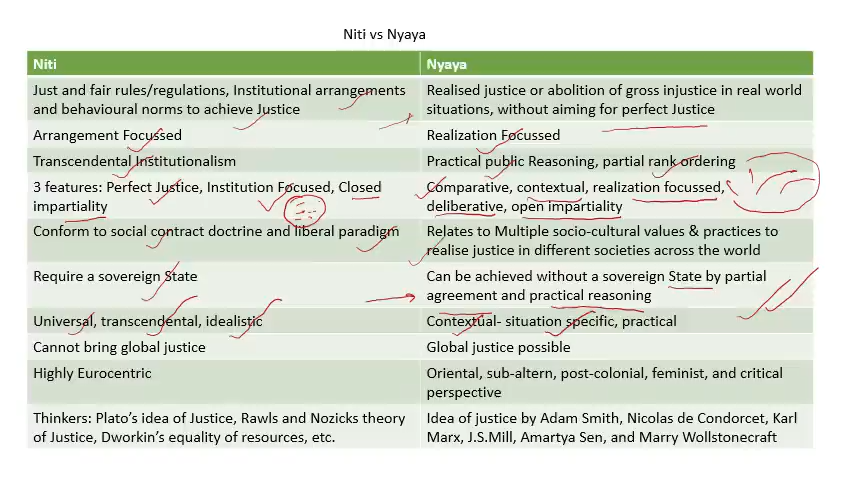 Niti vs Nyaya
Niti
Nyaya
Just and fair rules/regulations, Institutional arrangements
and behavioural norms to achieve Justice
Realised justice or abolition of gross injustice in real world
situations, without aiming for perfect Justice
Arrangement Focussed
Realization Focussed
Transcendental Institutionalism
Practical public Reasoning, partial rank ordering
3 features: Perfect Justice, Institution Focused, Closed
impartiality
Comparative, contextual, realization focussed,
deliberative, open impartiality
Conform to social contract doctrine and liberal paradigm
Relates to Multiple socio-cultural values & practices to
realise justice in different societies across the world
Require a sovereign State
Can be achieved without a sovereign State by partial
agreement and practical reasoning
Universal, transcendental, idealistic
Contextual- situation specific, practical
Cannot bring global justice
Global justice possible
Highly Eurocentric
Oriental, sub-altern, post-colonial, feminist, and critical
perspective
Thinkers: Plato's idea of Justice, Rawls and Nozicks theory
of Justice, Dworkin's equality of resources, etc.
Idea of justice by Adam Smith, Nicolas de Condorcet, Karl
Marx, J.S.Mill, Amartya Sen, and Marry Wollstonecraft